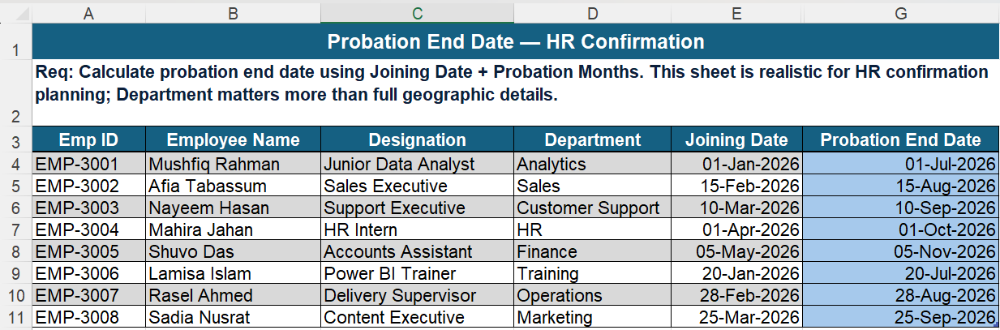 A B C D E G
1 Probation End Date — HR Confirmation
Req: Calculate probation end date using Joining Date + Probation Months. This sheet is realistic for HR confirmation
2 planning; Department matters more than full geographic details.
3 Emp ID Employee Name Designation Department Joining Date Probation End Date
4 EMP-3001 Mushfiq Rahman Junior Data Analyst Analytics 01-Jan-2026 01-Jul-2026
5 EMP-3002 Afia Tabassum Sales Executive Sales 15-Feb-2026 15-Aug-2026
6 EMP-3003 Nayeem Hasan Support Executive Customer Support 10-Mar-2026 10-Sep-2026
7 EMP-3004 Mahira Jahan HR Intern HR 01-Apr-2026 01-Oct-2026
8 EMP-3005 Shuvo Das Accounts Assistant Finance 05-May-2026 05-Nov-2026
9 EMP-3006 Lamisa Islam Power BI Trainer Training 20-Jan-2026 20-Jul-2026
10 EMP-3007 Rasel Ahmed Delivery Supervisor Operations 28-Feb-2026 28-Aug-2026
11 EMP-3008 Sadia Nusrat Content Executive Marketing 25-Mar-2026 25-Sep-2026